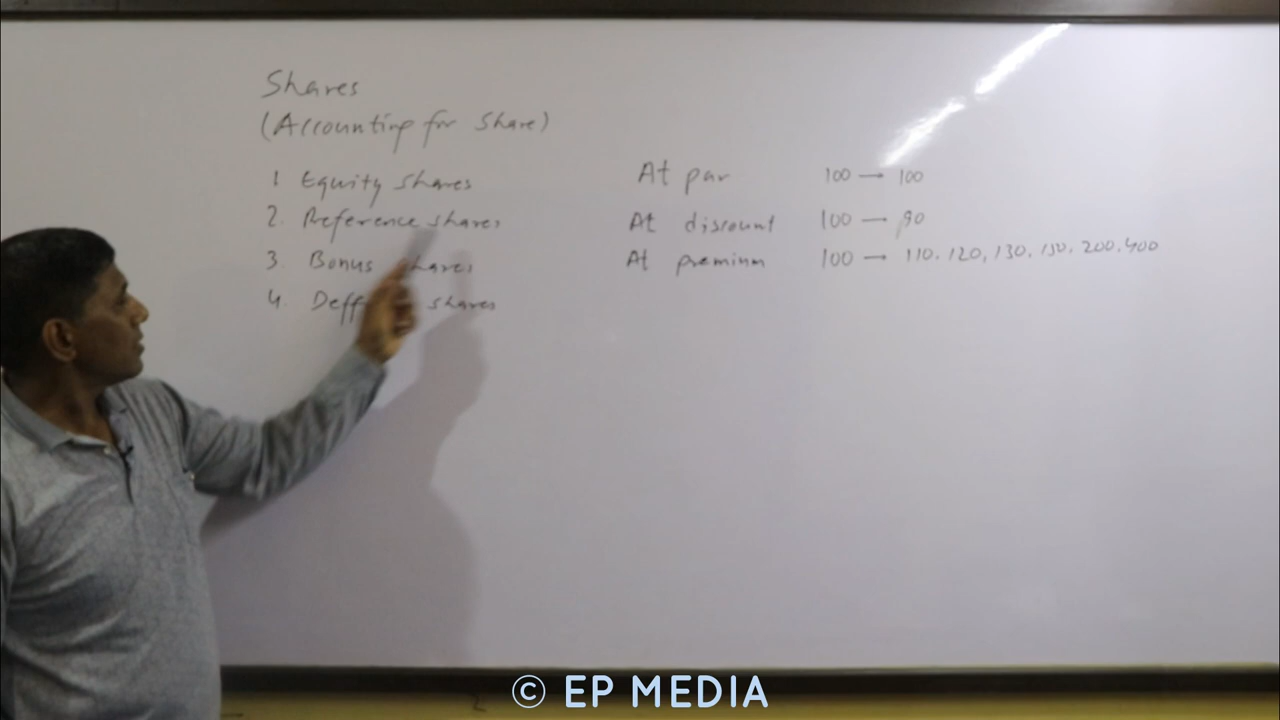 Shares
(Accounting for Share)
1 Equity shares
2. Reference shares
3. Bonus shares
4. shares
At par 100 → 100
At discount 100 → 90
At premium 100 → 110. 120, 130, 150. 200. 400
© EP MEDIA